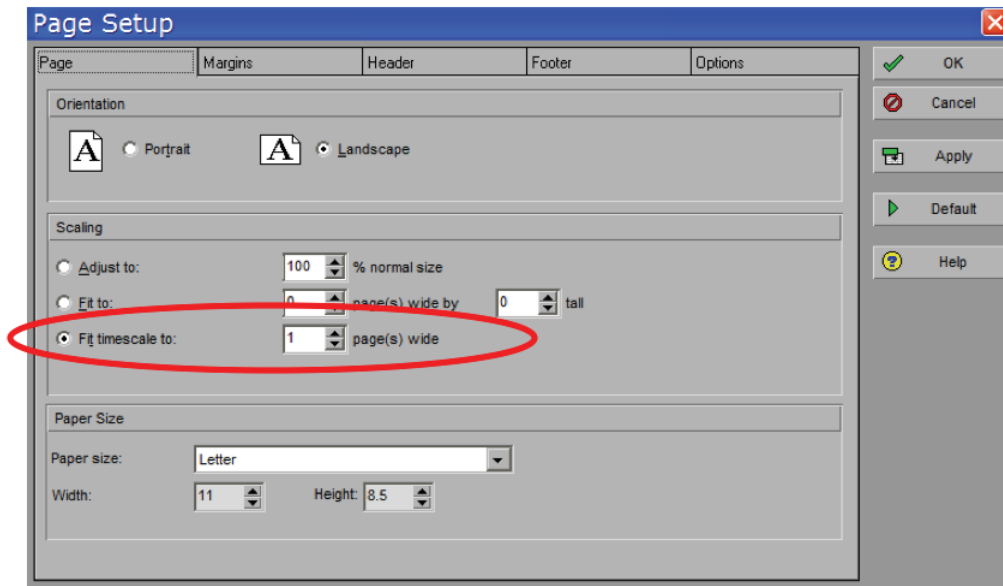 Page Setup
Page Margins Header Footer Options
OK
Cancel
Apply
Default
Help
Orientation
A Portrait A Landscape
Scaling
Adjust to: 100 % normal size
Fit to: 0 page(s) wide by 0 tall
Fit timescale to: 1 page(s) wide
Paper Size
Paper size: Letter
Width: 11 Height: 8.5